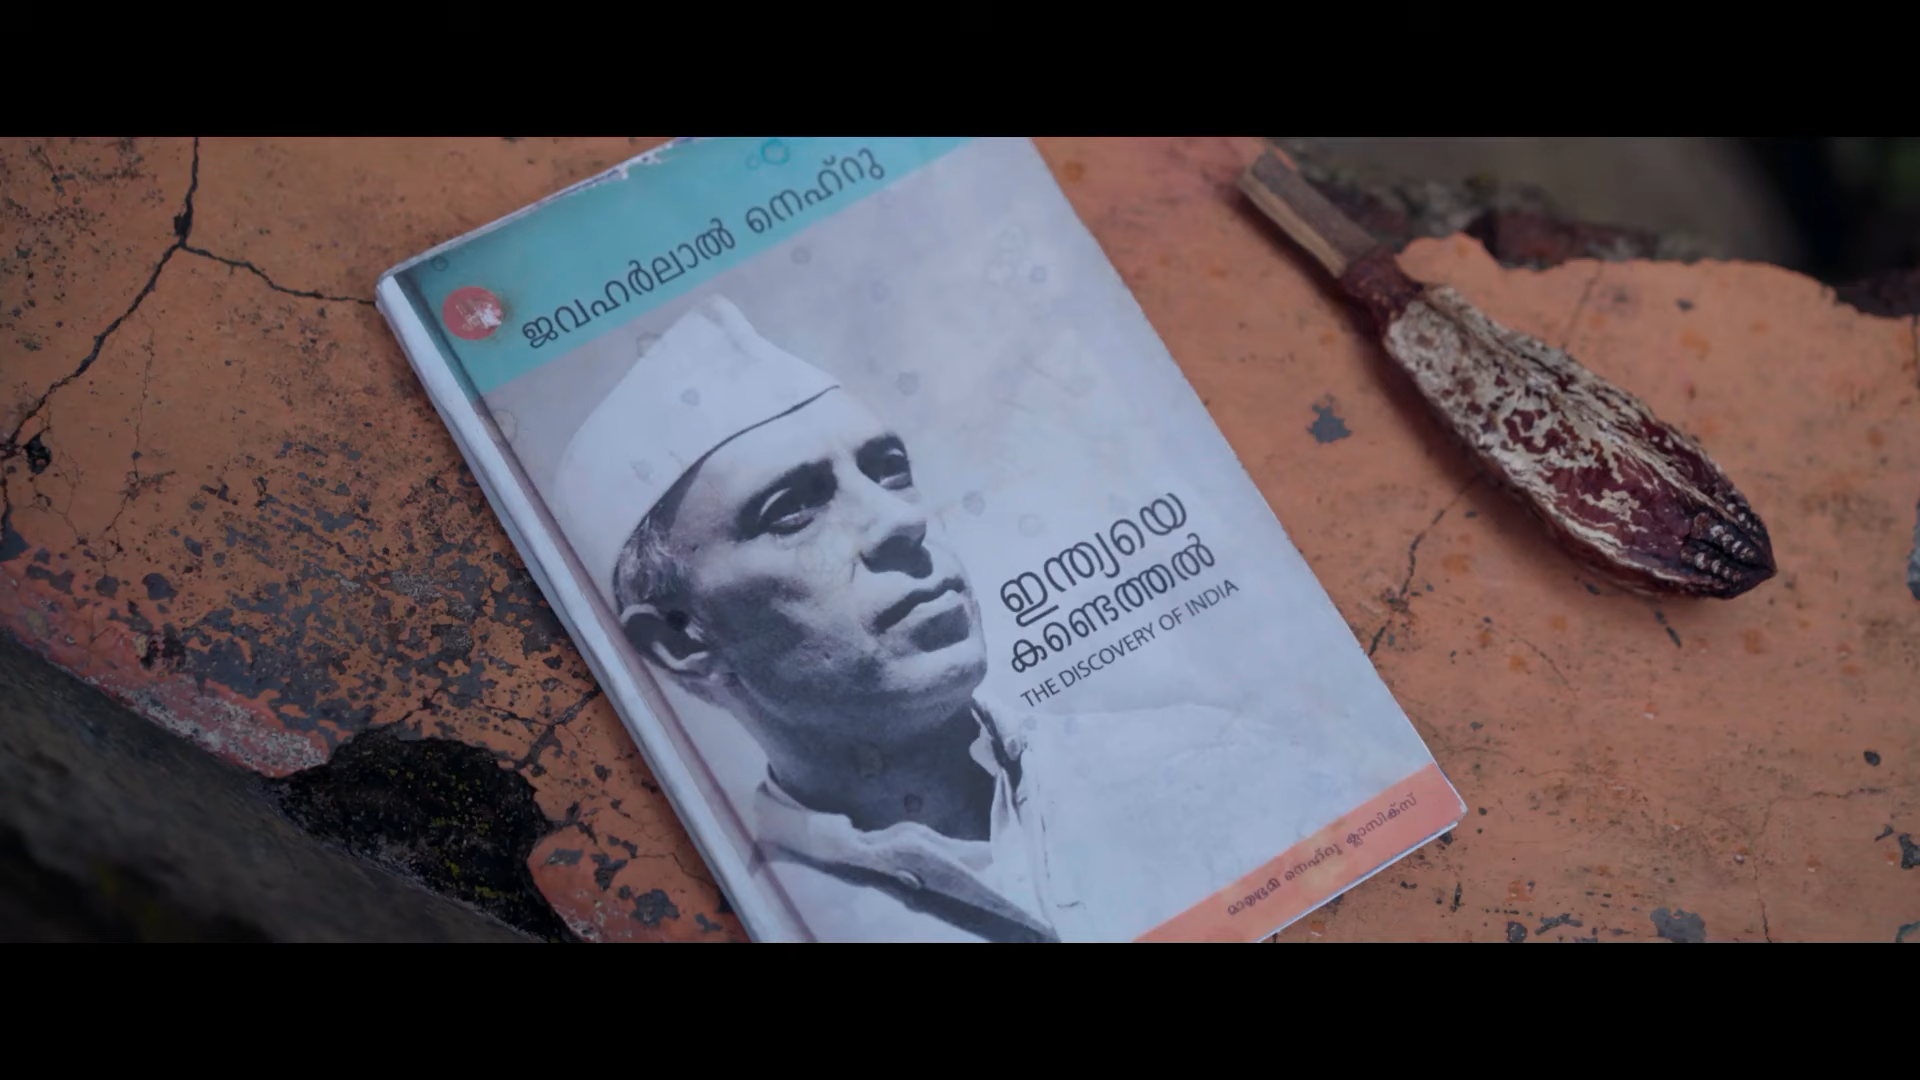 ജവഹർലാൽ നെഹ്റു
ഇന്ത്യയെ
കണ്ടെത്തൽ
THE DISCOVERY OF INDIA
മാതൃഭൂമി നെഹ്റു ക്ലാസിക്സ്